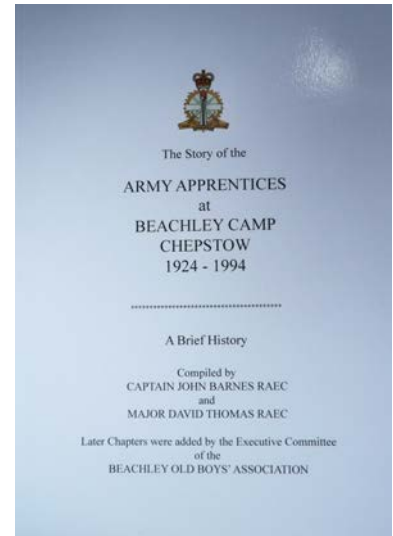 The Story of the
ARMY APPRENTICES
at
BEACHLEY CAMP
CHEPSTOW
1924 - 1994
****************************************
A Brief History
Compiled by
CAPTAIN JOHN BARNES RAEC
and
MAJOR DAVID THOMAS RAEC
Later Chapters were added by the Executive Committee
of the
BEACHLEY OLD BOYS' ASSOCIATION